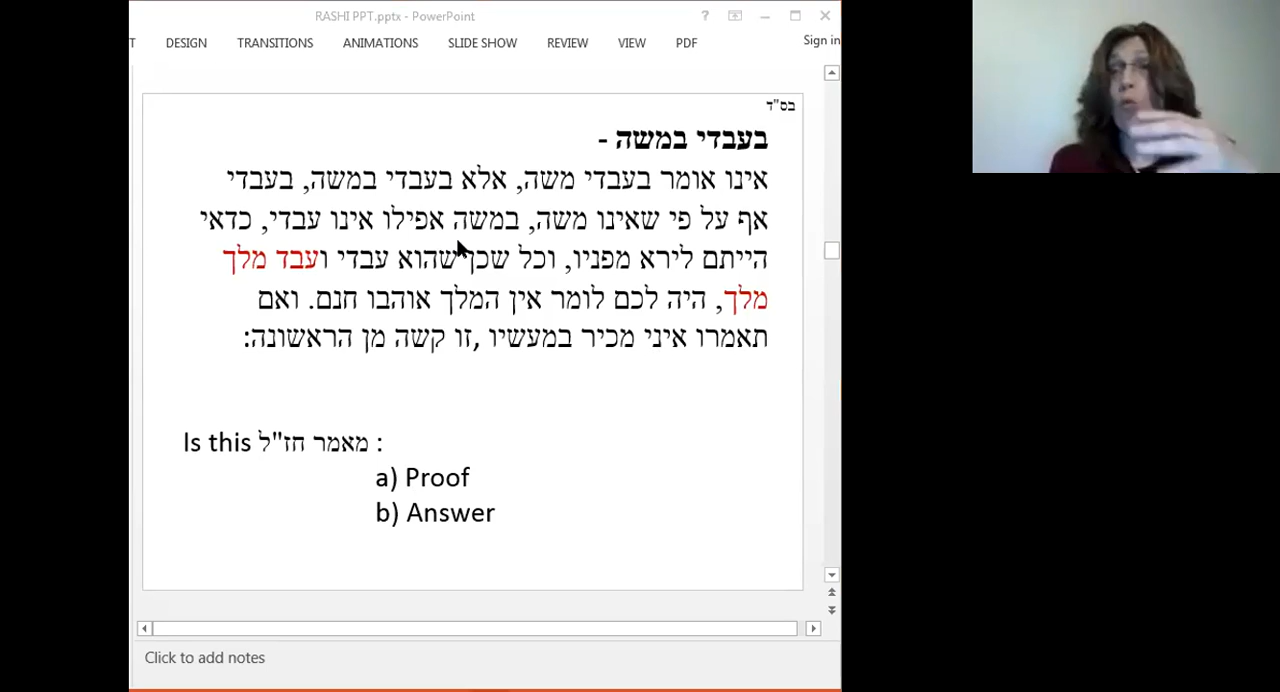 RASHI PPT.pptx - PowerPoint
?
T DESIGN TRANSITIONS ANIMATIONS SLIDE SHOW REVIEW VIEW PDF Sign in
בס"ד
בעבדי במשה -
אינו אומר בעבדי משה, אלא בעבדי במשה, בעבדי
אף על פי שאינו משה, במשה אפילו אינו עבדי, כדאי
הייתם לירא מפניו, וכל שכן שהוא עבדי ועבד מלך
מלך, היה לכם לומר אין המלך אוהבו חנם. ואם
תאמרו איני מכיר במעשיו ,זו קשה מן הראשונה:
Is this מאמר חז"ל :
a) Proof
b) Answer
Click to add notes